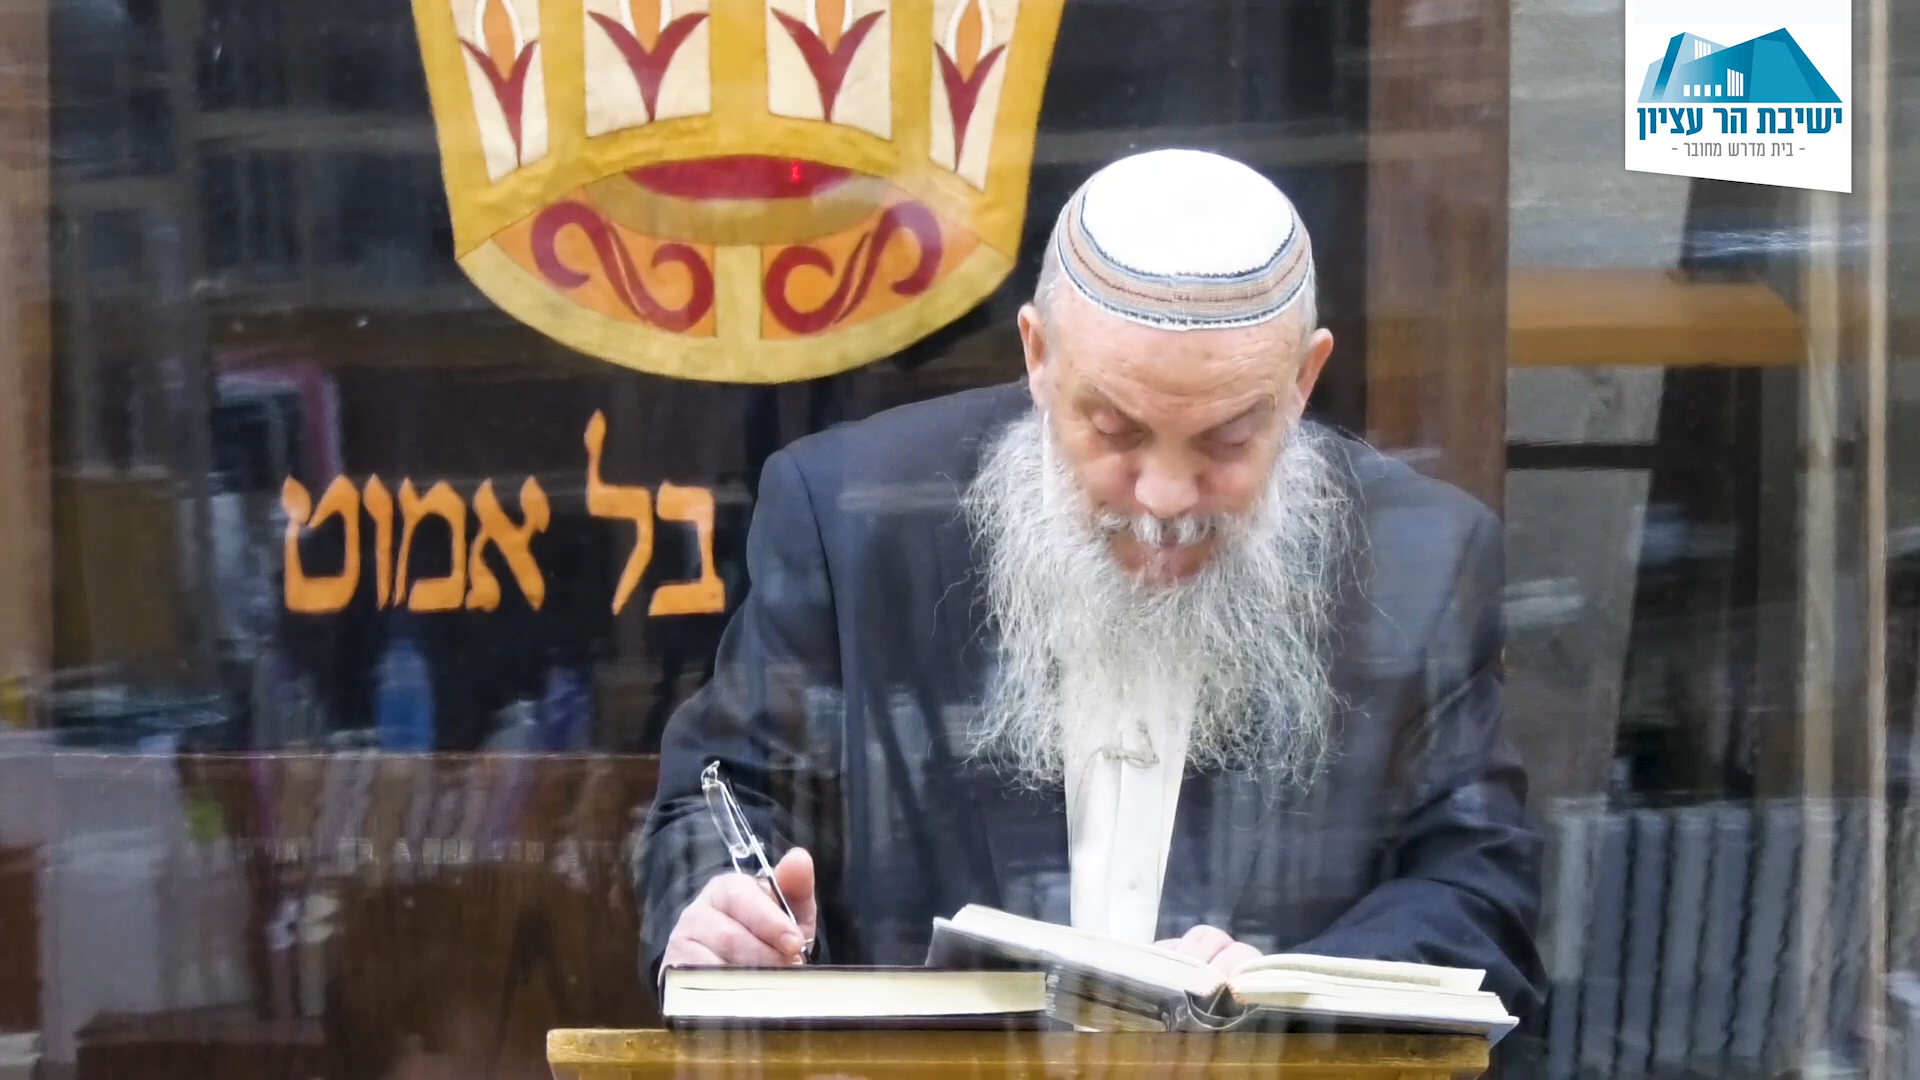 ישיבת הר עציון
- בית מדרש מחובר -
בל אמוט